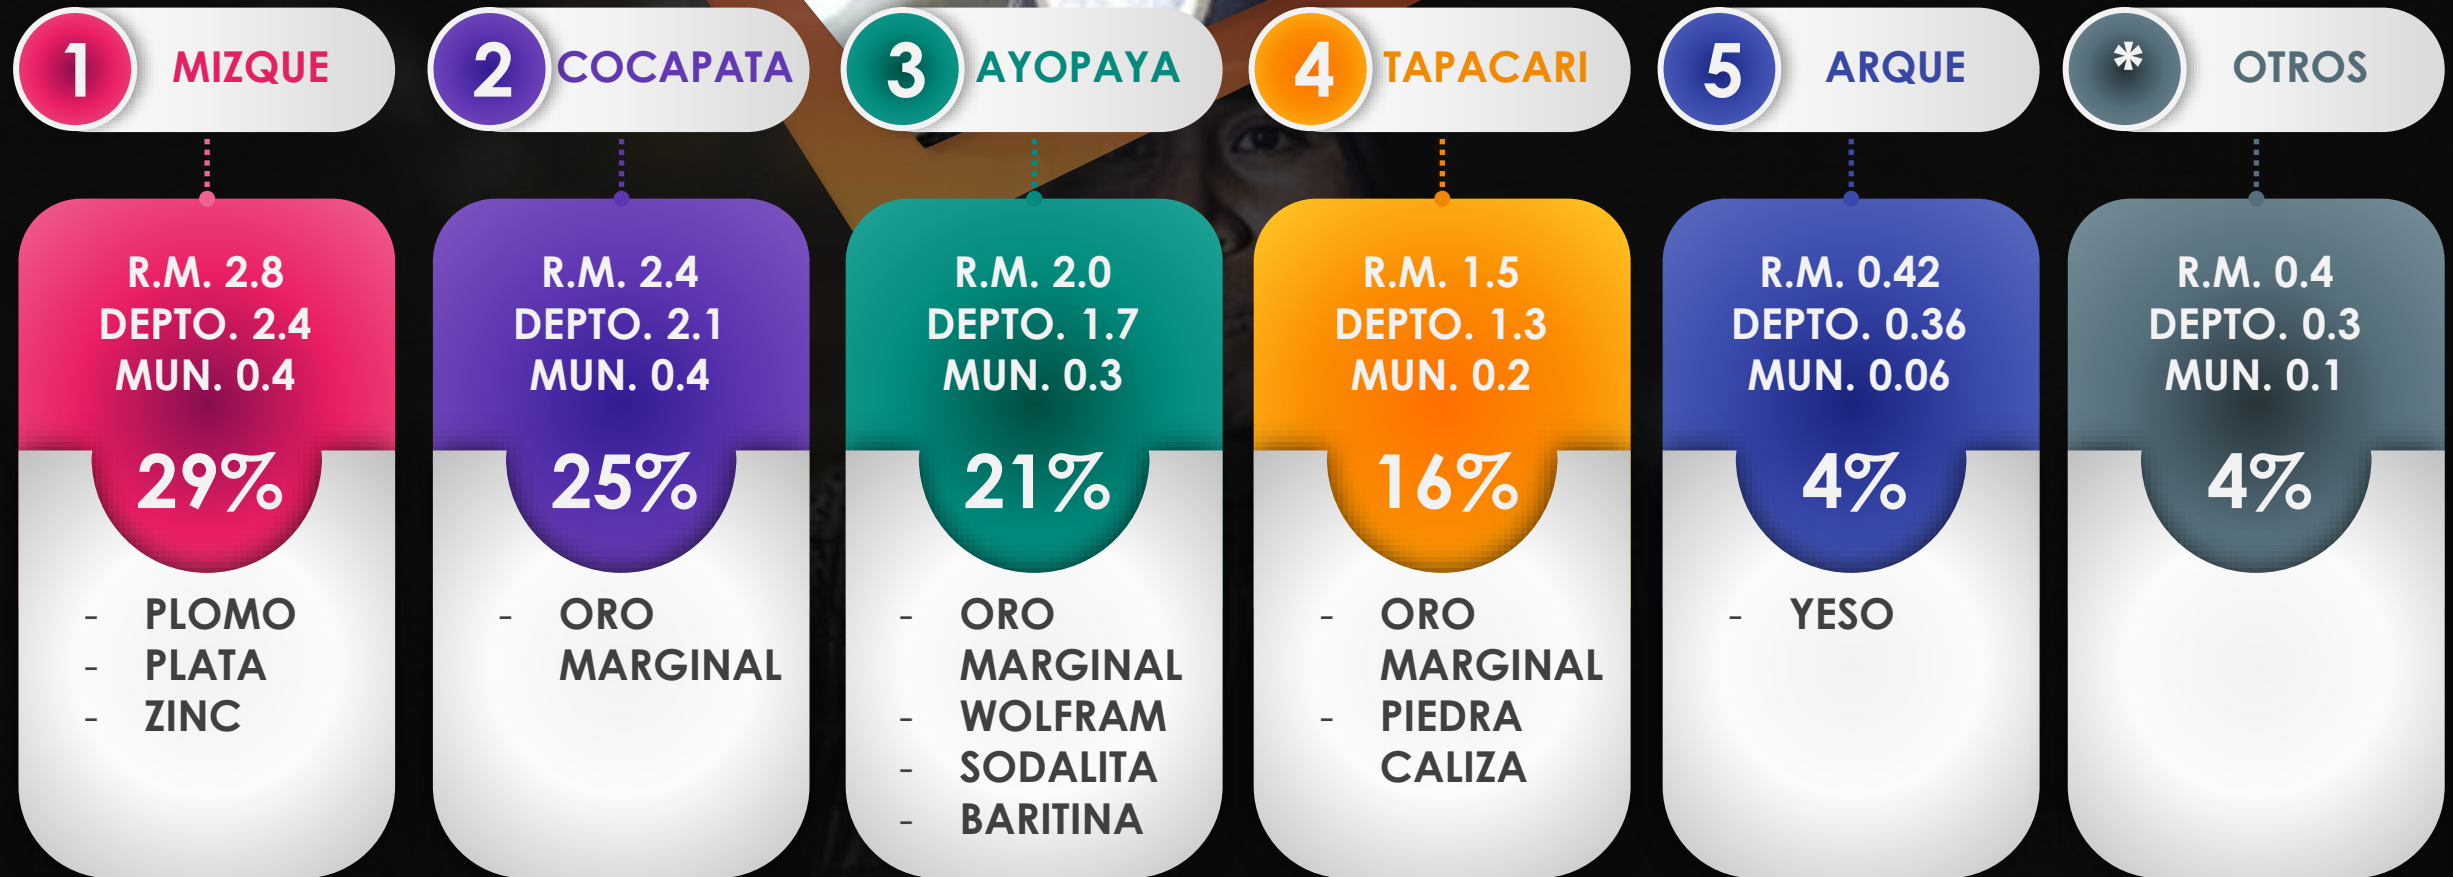 1 MIZQUE
R.M. 2.8
DEPTO. 2.4
MUN. 0.4
29%
- PLOMO
- PLATA
- ZINC
2 COCAPATA
R.M. 2.4
DEPTO. 2.1
MUN. 0.4
25%
- ORO
MARGINAL
3 AYOPAYA
R.M. 2.0
DEPTO. 1.7
MUN. 0.3
21%
- ORO
MARGINAL
- WOLFRAM
- SODALITA
- BARITINA
4 TAPACARI
R.M. 1.5
DEPTO. 1.3
MUN. 0.2
16%
- ORO
MARGINAL
- PIEDRA
CALIZA
5 ARQUE
R.M. 0.42
DEPTO. 0.36
MUN. 0.06
4%
- YESO
* OTROS
R.M. 0.4
DEPTO. 0.3
MUN. 0.1
4%